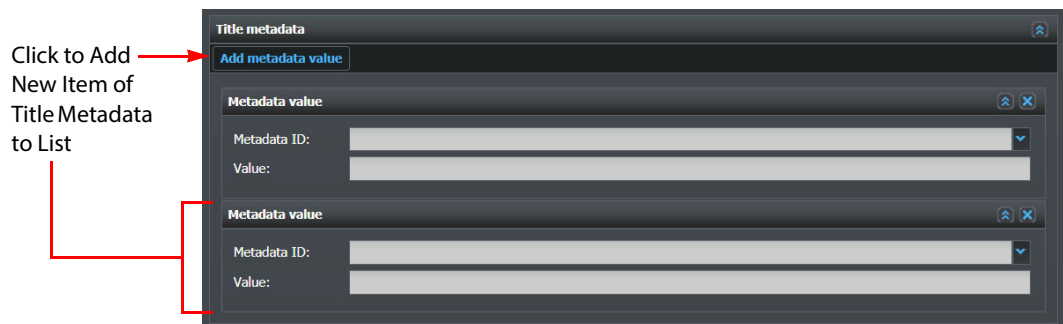 Click to Add
New Item of
Title Metadata
to List
Title metadata
Add metadata value
Metadata value
Metadata ID:
Value:
Metadata value
Metadata ID:
Value: